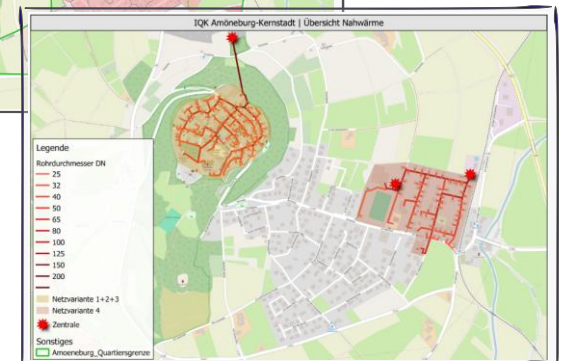 IQK Amöneburg-Kernstadt | Übersicht Nahwärme
Legende
Rohrdurchmesser DN
25
32
40
50
65
80
100
125
150
200
Netzvariante 1+2+3
Netzvariante 4
Zentrale
Sonstiges
Amoeneburg_Quartiersgrenze